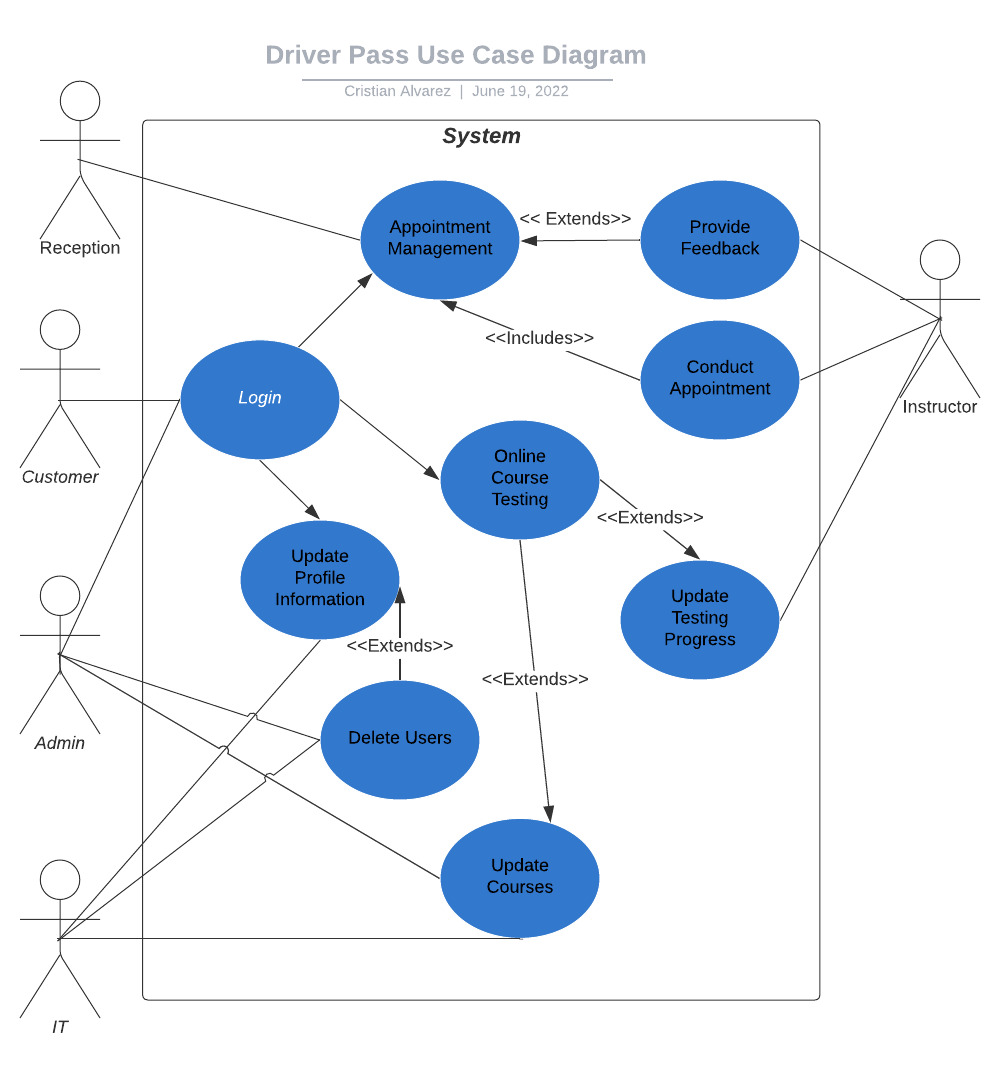 Driver Pass Use Case Diagram
Cristian Alvarez | June 19, 2022
System
Reception
Appointment
Management
<< Extends>>
Provide
Feedback
<<Includes>>
Conduct
Appointment
Instructor
Login
Customer
Online
Course
Testing
<<Extends>>
Update
Profile
Information
Update
Testing
Progress
<<Extends>>
<<Extends>>
Delete Users
Admin
Update
Courses
IT